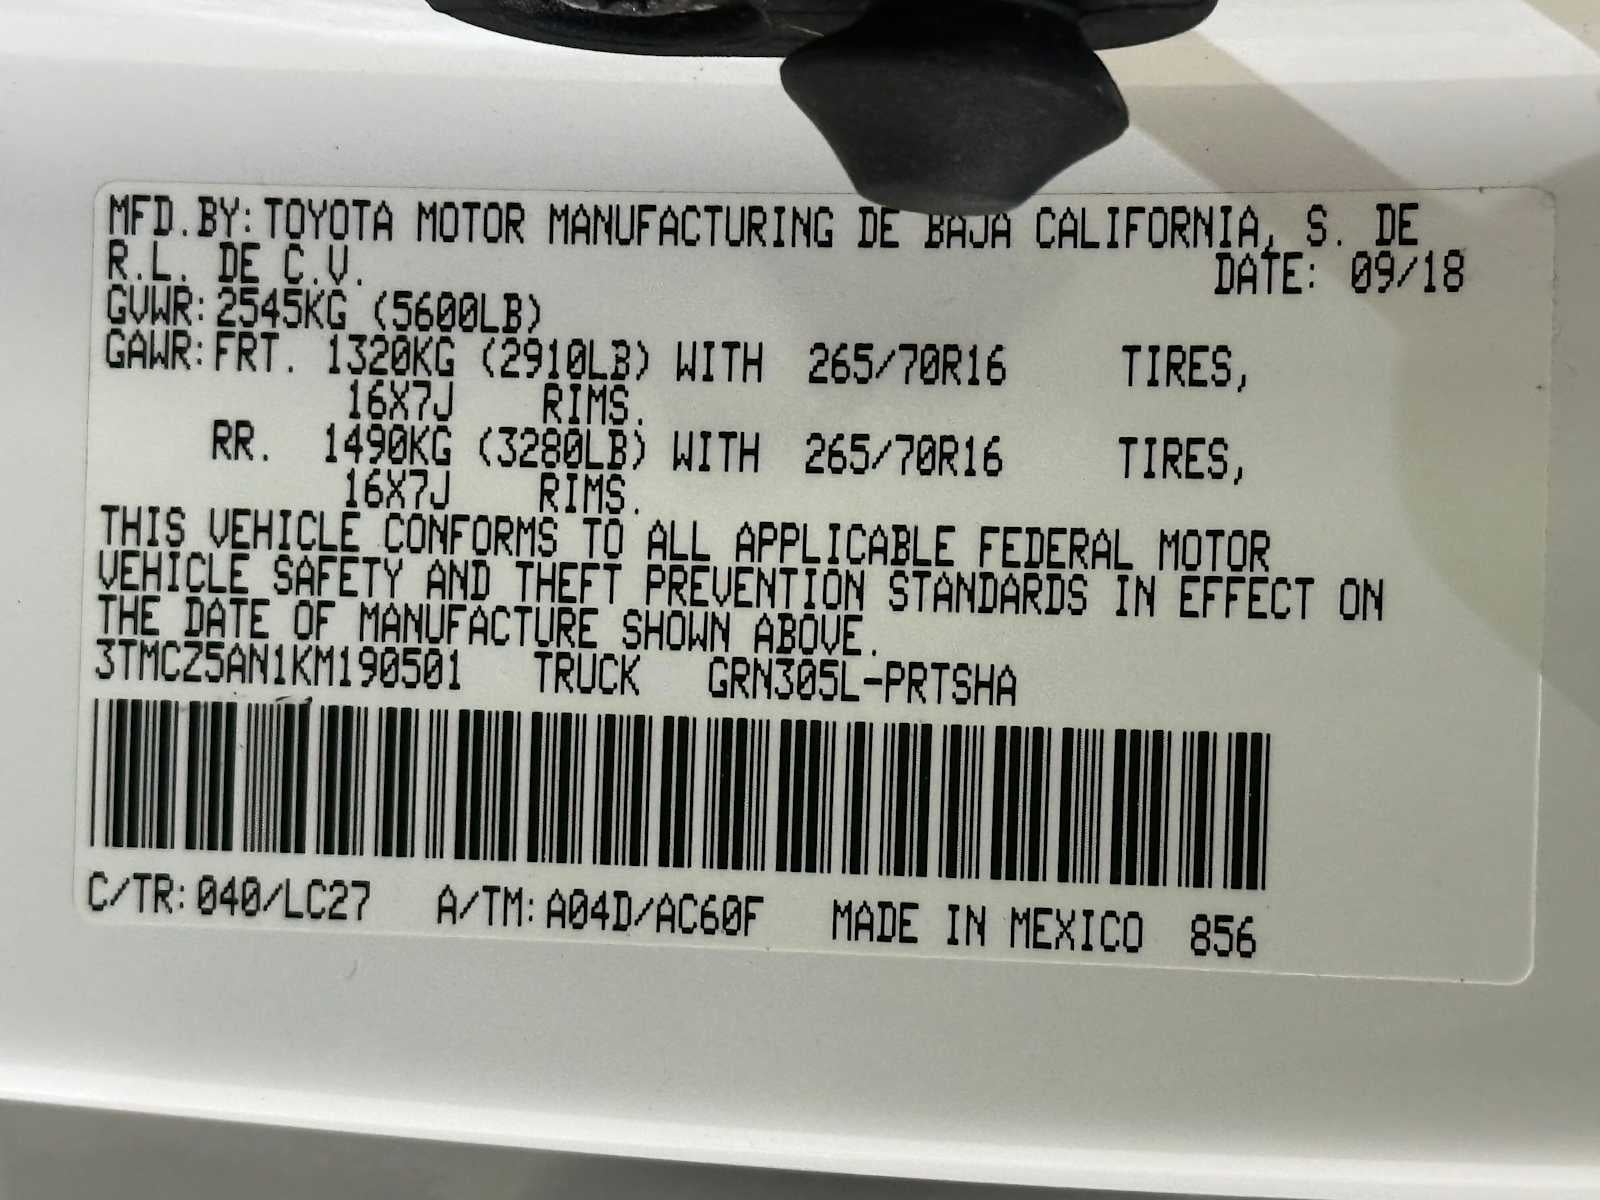 MFD.BY:TOYOTA MOTOR MANUFACTURING DE BAJA CALIFORNIA, S. DE
R.L. DE C.V. DATE: 09/18
GVWR:2545KG (5600LB)
GAWR:FRT. 1320KG (2910LB) WITH 265/70R16 TIRES,
16X7J RIMS.
RR. 1490KG (3280LB) WITH 265/70R16 TIRES,
16X7J RIMS.
THIS VEHICLE CONFORMS TO ALL APPLICABLE FEDERAL MOTOR
VEHICLE SAFETY AND THEFT PREVENTION STANDARDS IN EFFECT ON
THE DATE OF MANUFACTURE SHOWN ABOVE.
3TMCZ5AN1KM190501 TRUCK GRN305L-PRTSHA
C/TR:040/LC27 A/TM:A04D/AC60F MADE IN MEXICO 856